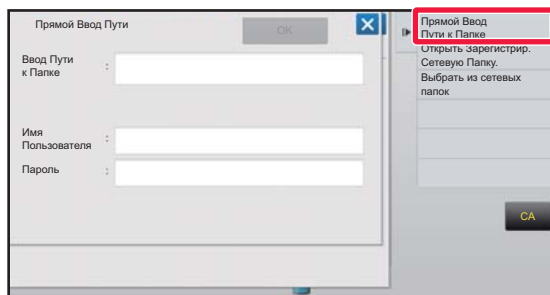 Прямой Ввод Пути
OK
Ввод Пути
к Папке :
Имя
Пользователя :
Пароль :
Прямой Ввод
Пути к Папке
Открыть Зарегистрир.
Сетевую Папку.
Выбрать из сетевых
папок
CA